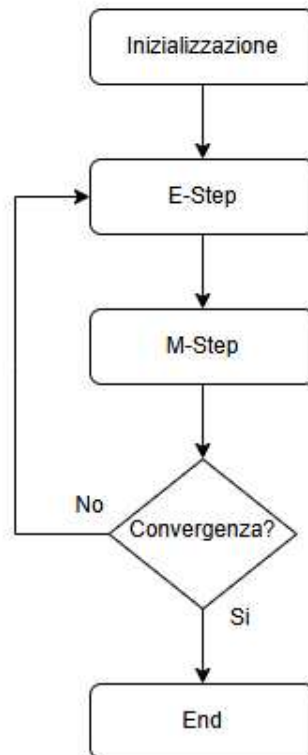 Inizializzazione
E-Step
M-Step
No
Convergenza?
Si
End